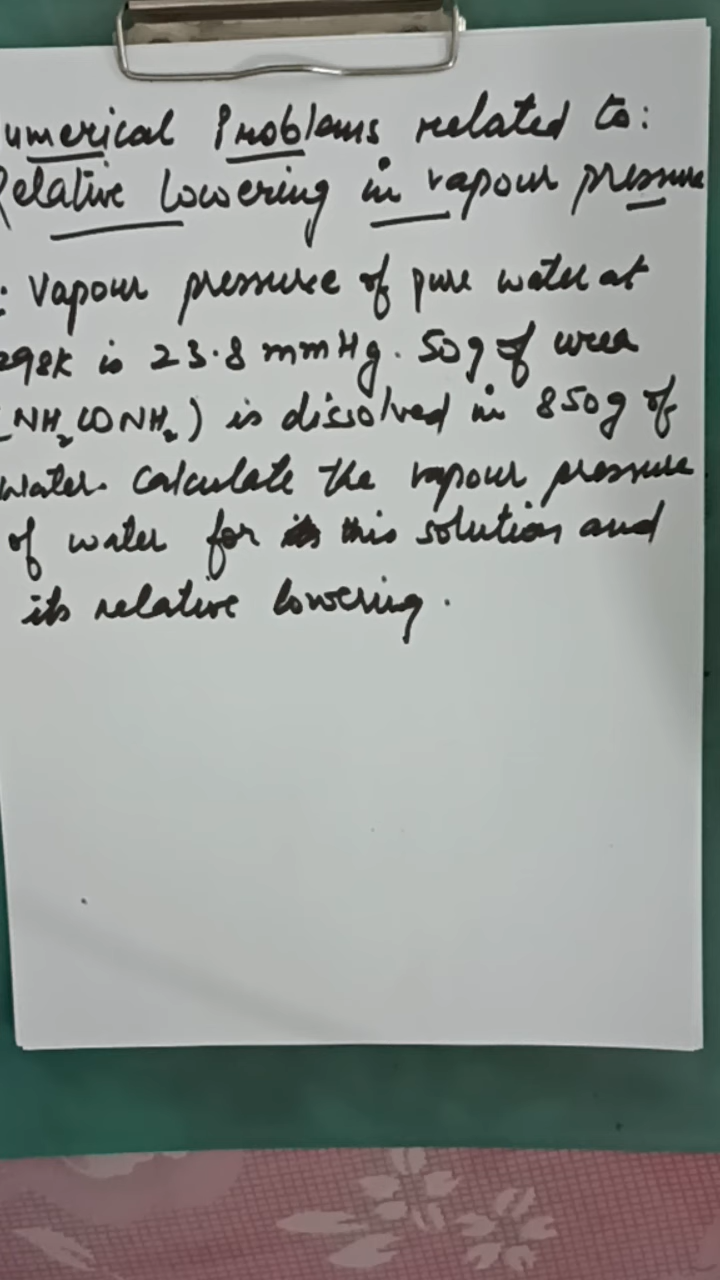 umerical Problems related to:
Relative lowering in vapour pressure
: Vapour pressure of pure water at
298K is 23.8 mmHg. 50g of urea
(NH₂CONH₂) is dissolved in 850g of
Water. Calculate the vapour pressure
of water for this solution and
its relative lowering.